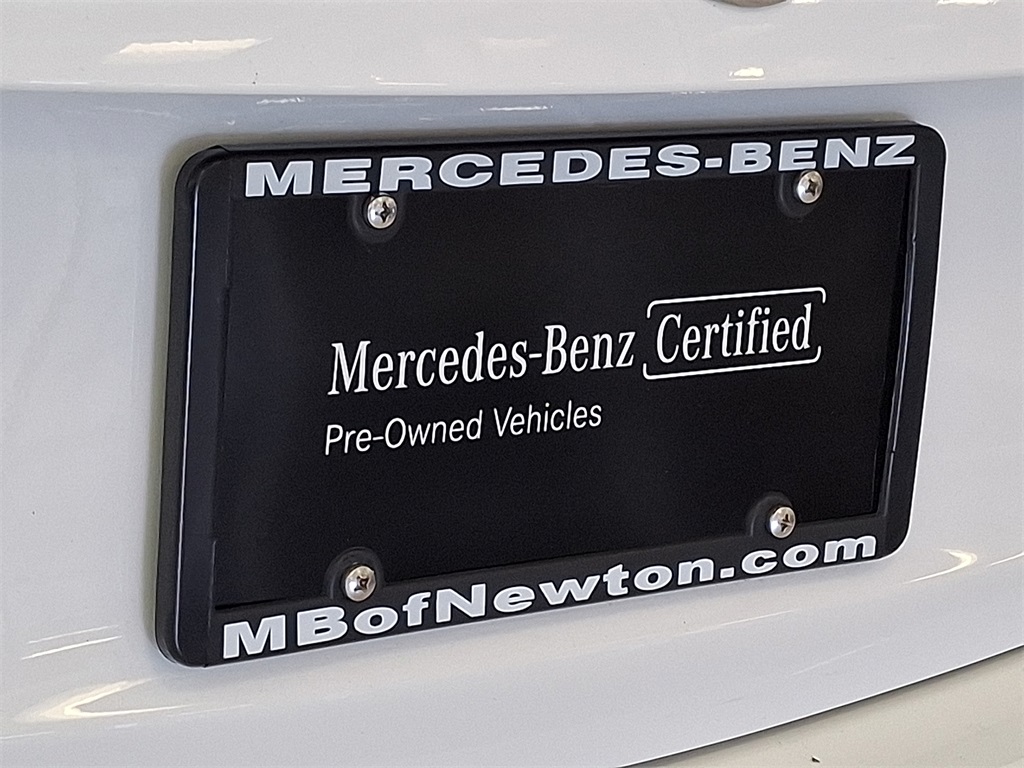 MERCEDES-BENZ
Mercedes-Benz Certified
Pre-Owned Vehicles
MBofNewton.com